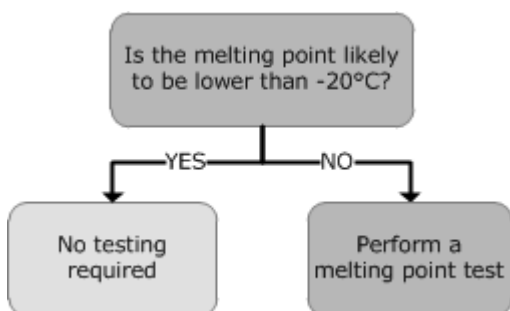 Is the melting point likely
to be lower than -20°C?
YES
NO
No testing
required
Perform a
melting point test